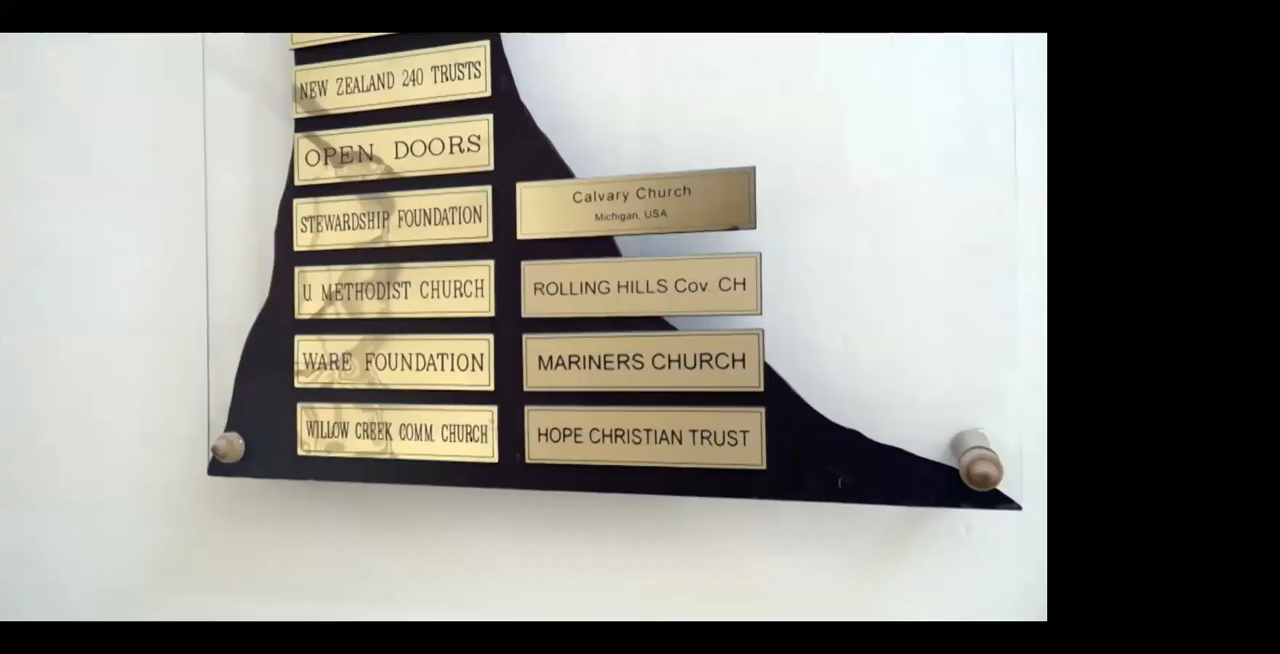 NEW ZEALAND 240 TRUSTS
OPEN DOORS
STEWARDSHIP FOUNDATION
U. METHODIST CHURCH
WARE FOUNDATION
WILLOW CREEK COMM. CHURCH
Calvary Church
Michigan, USA
ROLLING HILLS Cov. CH
MARINERS CHURCH
HOPE CHRISTIAN TRUST